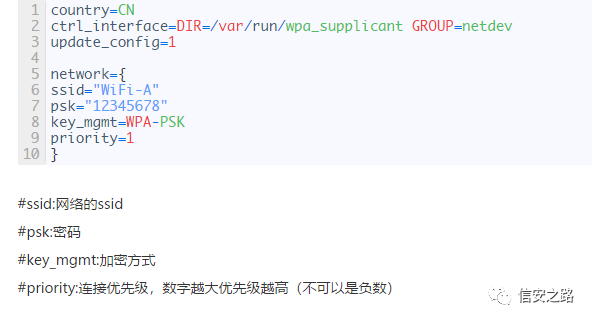 1 country=CN
2 ctrl_interface=DIR=/var/run/wpa_supplicant GROUP=netdev
3 update_config=1
4
5 network={
6 ssid="WiFi-A"
7 psk="12345678"
8 key_mgmt=WPA-PSK
9 priority=1
10 }
#ssid:网络的ssid
#psk:密码
#key_mgmt:加密方式
#priority:连接优先级，数字越大优先级越高（不可以是负数）
信安之路